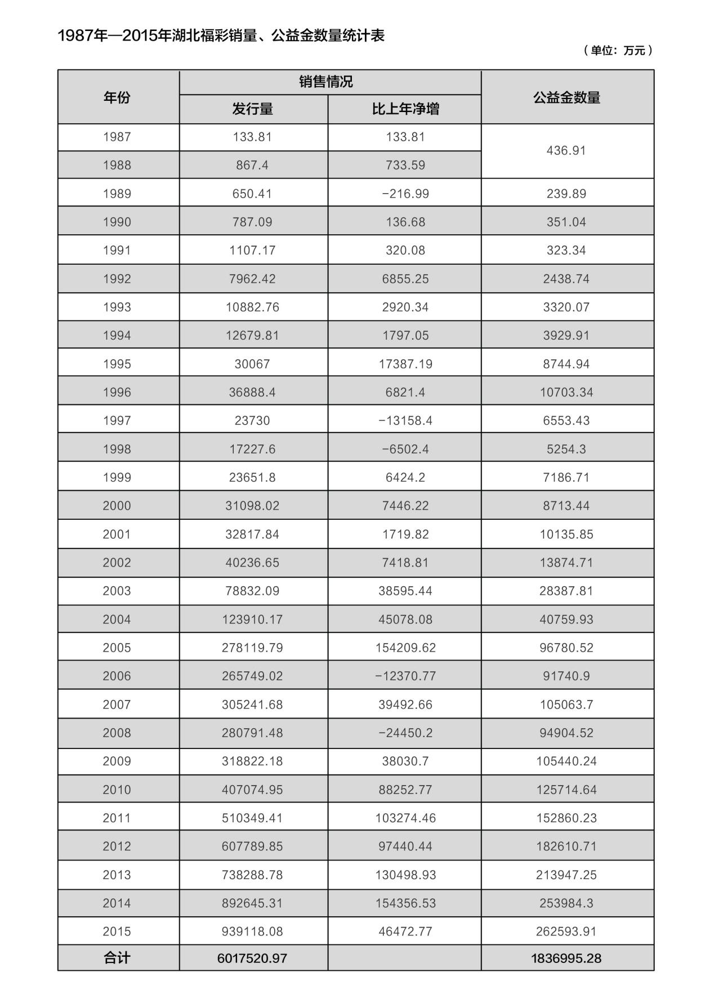 1987年—2015年湖北福彩销量、公益金数量统计表
（单位：万元）
年份 销售情况 公益金数量
发行量 比上年净增
1987 133.81 133.81 436.91
1988 867.4 733.59
1989 650.41 -216.99 239.89
1990 787.09 136.68 351.04
1991 1107.17 320.08 323.34
1992 7962.42 6855.25 2438.74
1993 10882.76 2920.34 3320.07
1994 12679.81 1797.05 3929.91
1995 30067 17387.19 8744.94
1996 36888.4 6821.4 10703.34
1997 23730 -13158.4 6553.43
1998 17227.6 -6502.4 5254.3
1999 23651.8 6424.2 7186.71
2000 31098.02 7446.22 8713.44
2001 32817.84 1719.82 10135.85
2002 40236.65 7418.81 13874.71
2003 78832.09 38595.44 28387.81
2004 123910.17 45078.08 40759.93
2005 278119.79 154209.62 96780.52
2006 265749.02 -12370.77 91740.9
2007 305241.68 39492.66 105063.7
2008 280791.48 -24450.2 94904.52
2009 318822.18 38030.7 105440.24
2010 407074.95 88252.77 125714.64
2011 510349.41 103274.46 152860.23
2012 607789.85 97440.44 182610.71
2013 738288.78 130498.93 213947.25
2014 892645.31 154356.53 253984.3
2015 939118.08 46472.77 262593.91
合计 6017520.97 1836995.28